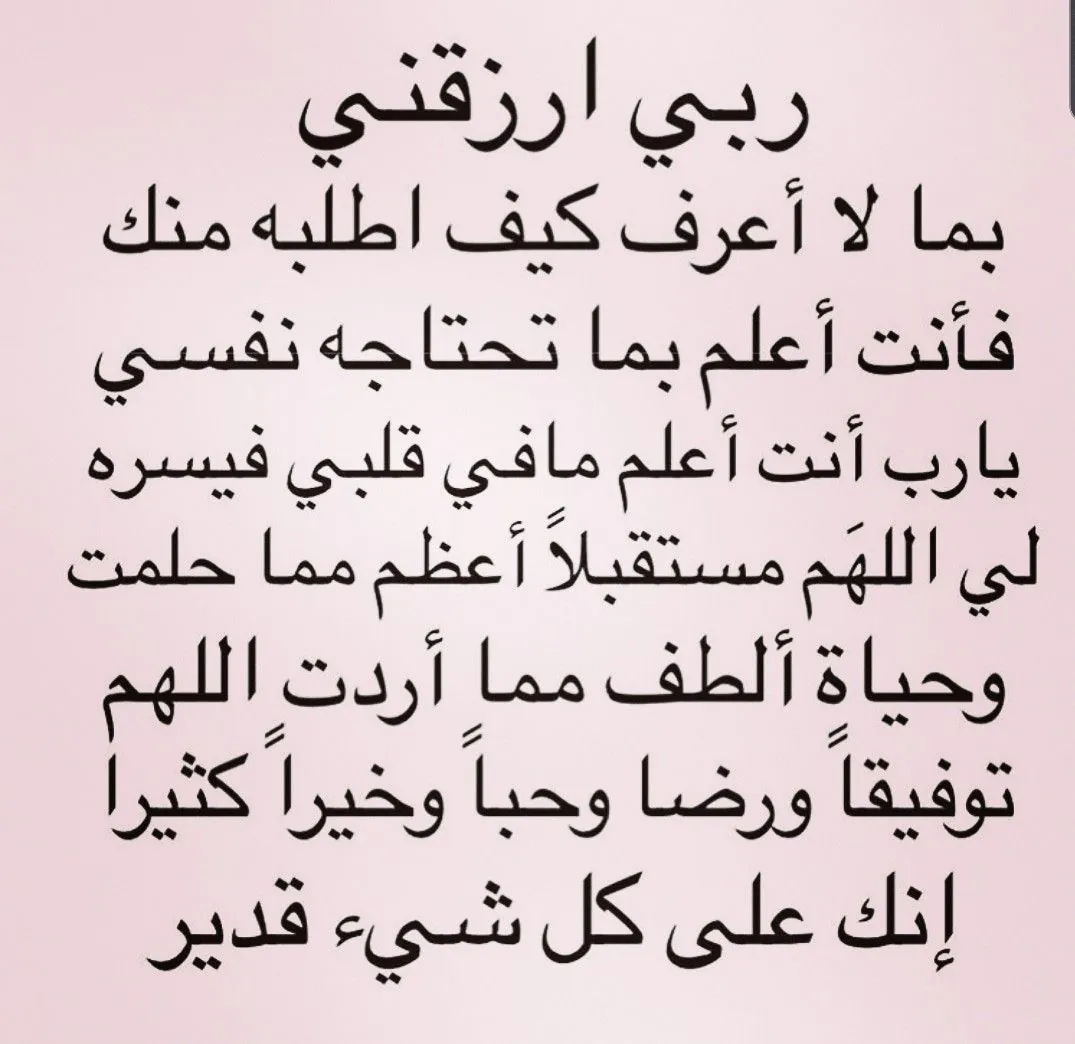 ربي ارزقني
بما لا أعرف كيف اطلبه منك
فأنت أعلم بما تحتاجه نفسي
يارب أنت أعلم مافي قلبي فيسره
لي اللهَم مستقبلاً أعظم مما حلمت
وحياة ألطف مما أردت اللهم
توفيقاً ورضا وحباً وخيراً كثيرا
إنك على كل شيء قدير